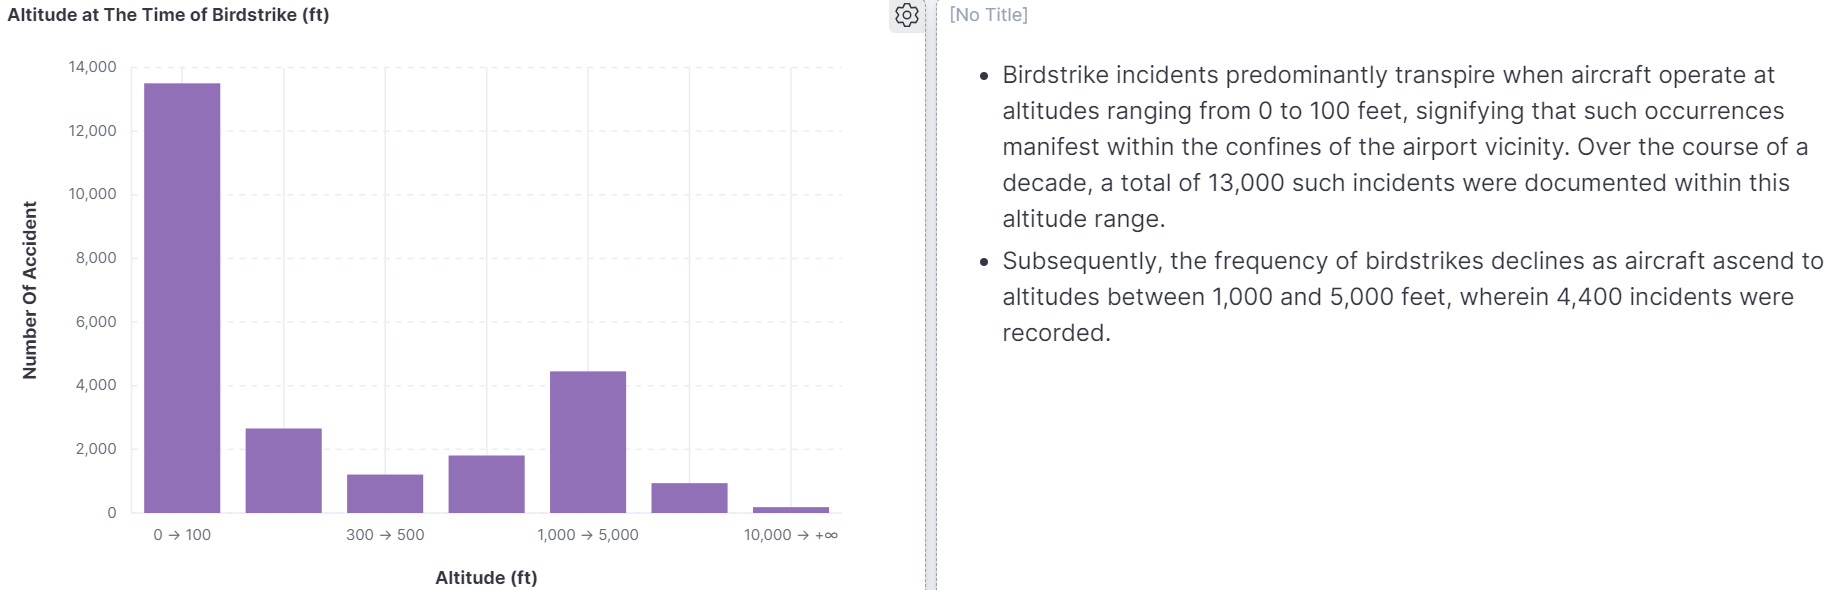 Altitude at The Time of Birdstrike (ft)
14,000
12,000
10,000
8,000
6,000
4,000
2,000
0
Number Of Accident
0 → 100
300 → 500
1,000 → 5,000
10,000 → +∞
Altitude (ft)
[No Title]
• Birdstrike incidents predominantly transpire when aircraft operate at
altitudes ranging from 0 to 100 feet, signifying that such occurrences
manifest within the confines of the airport vicinity. Over the course of a
decade, a total of 13,000 such incidents were documented within this
altitude range.
• Subsequently, the frequency of birdstrikes declines as aircraft ascend to
altitudes between 1,000 and 5,000 feet, wherein 4,400 incidents were
recorded.